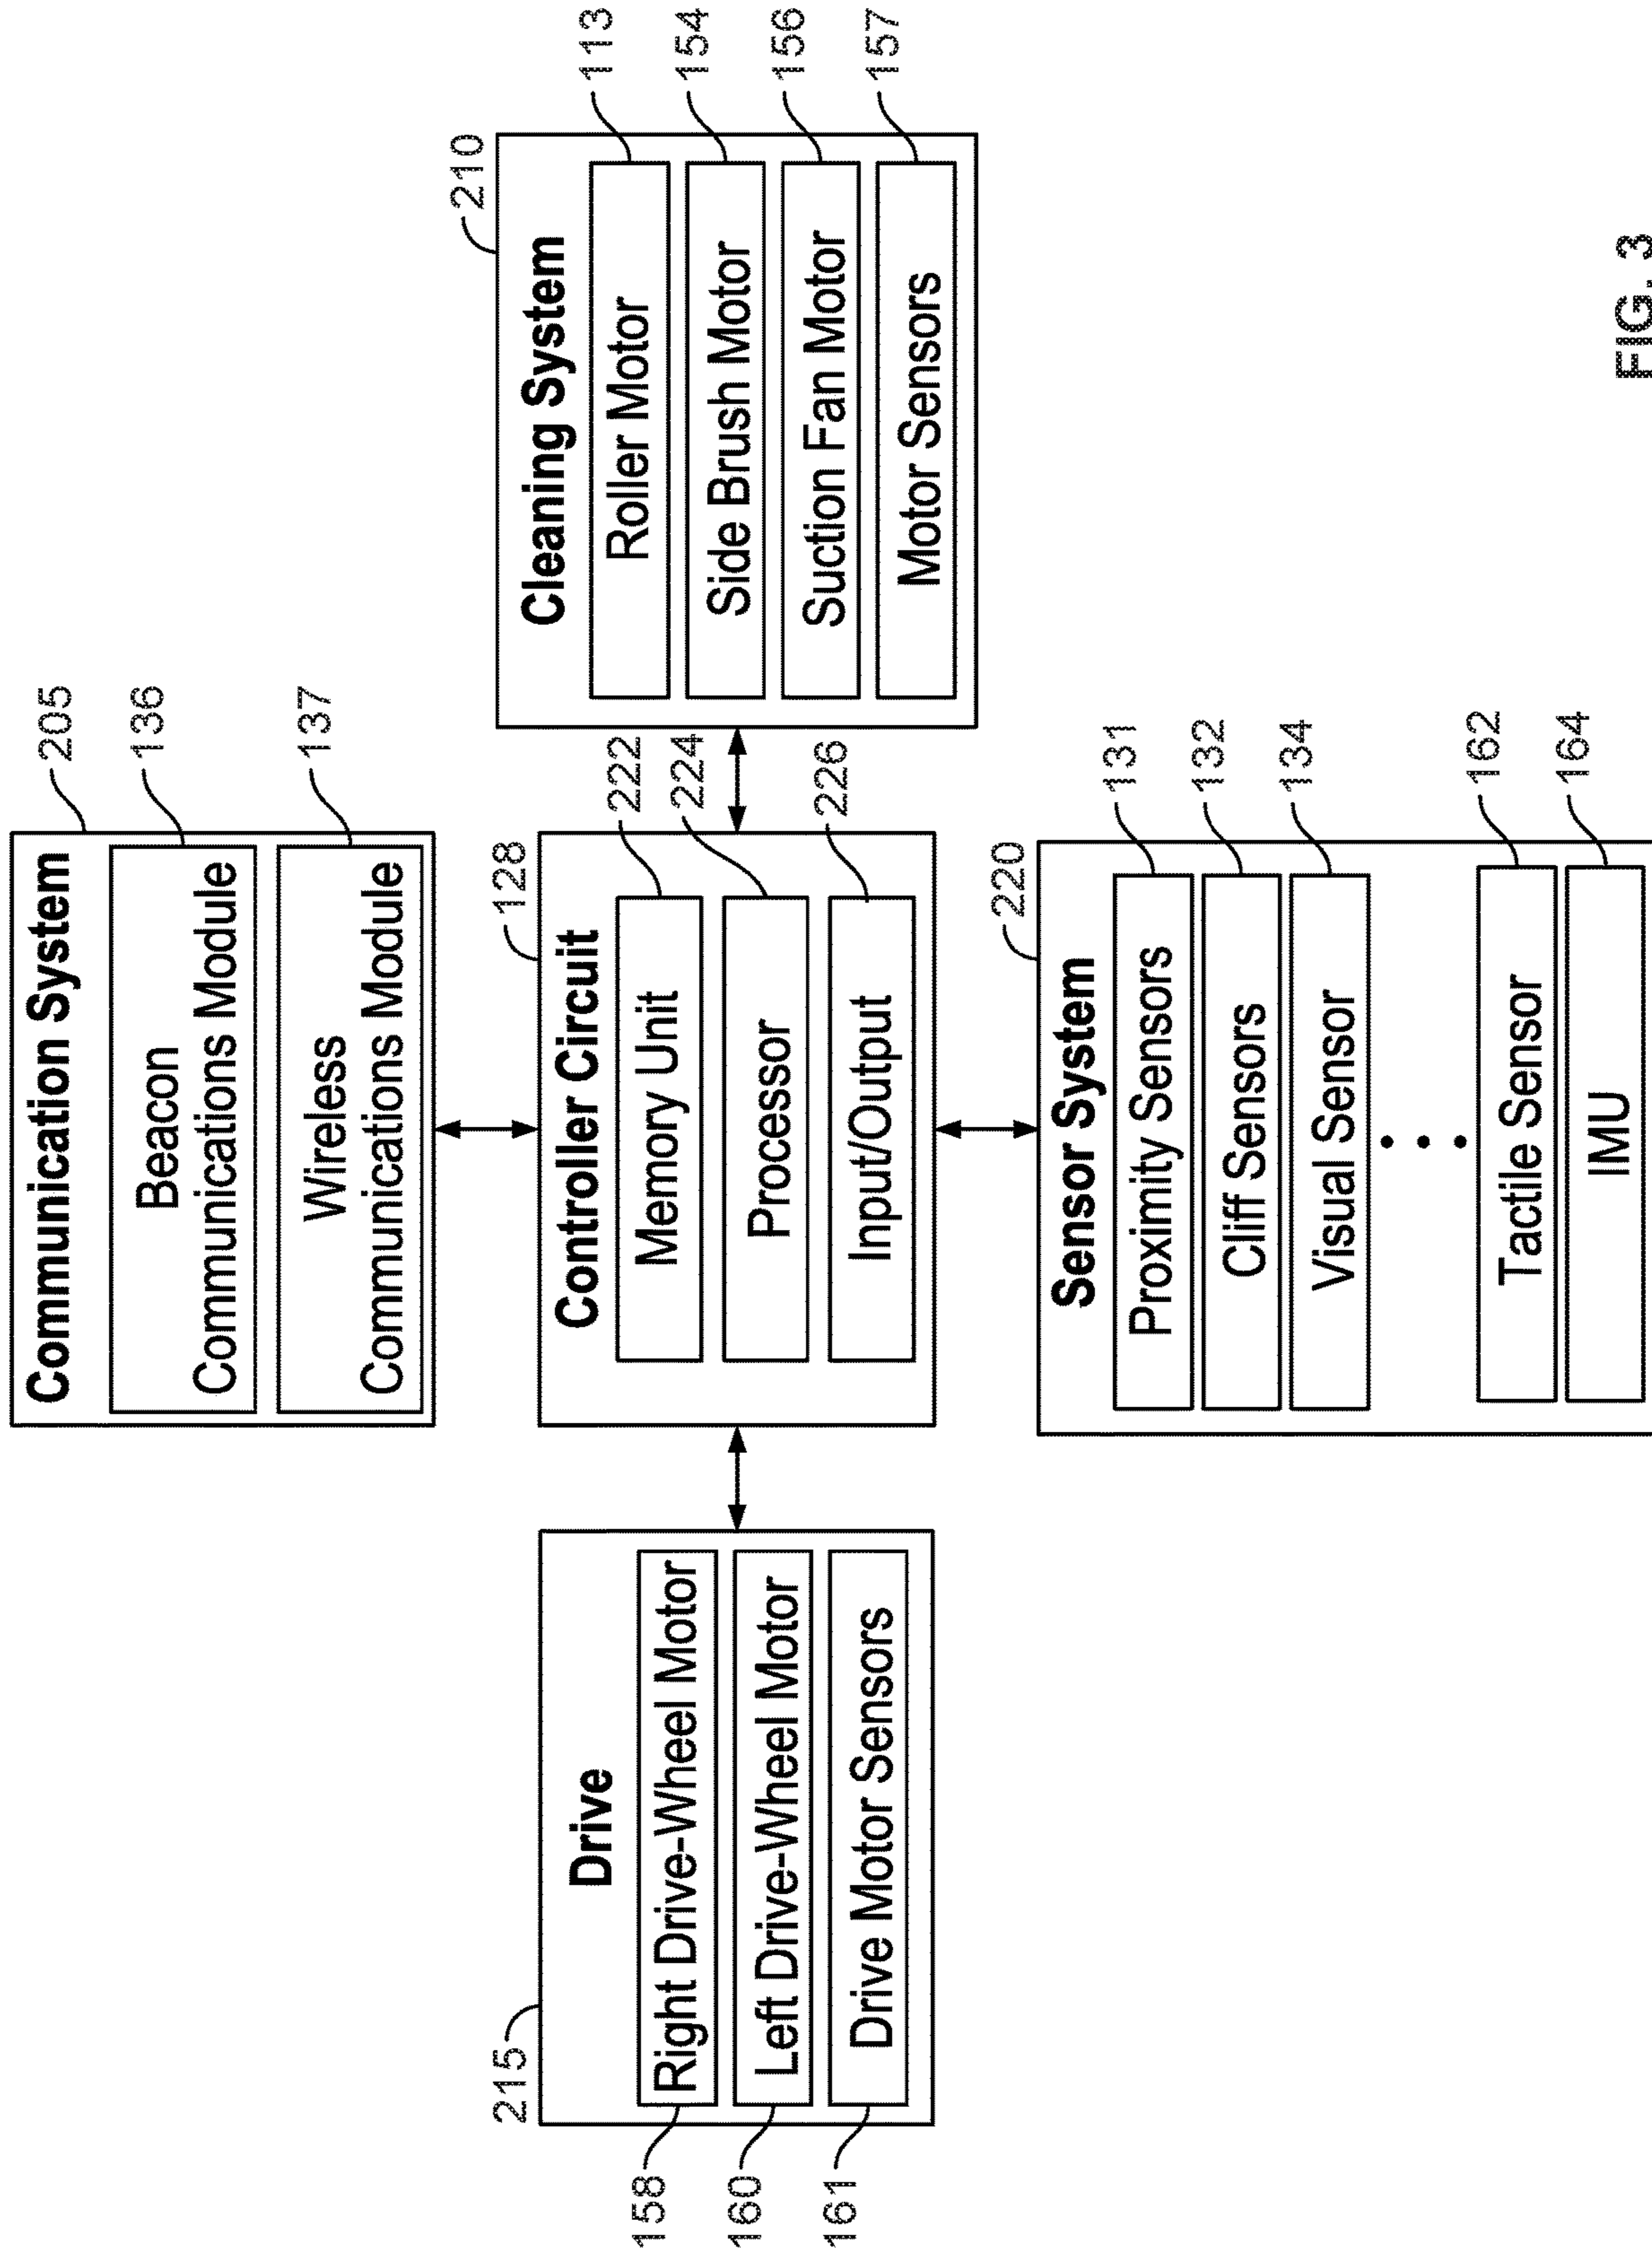 Communication System
205
Beacon
Communications Module
136
Wireless
Communications Module
137
Drive
215
Right Drive-Wheel Motor
158
Left Drive-Wheel Motor
160
Drive Motor Sensors
161
Controller Circuit
128
Memory Unit
222
Processor
224
Input/Output
226
Cleaning System
210
Roller Motor
113
Side Brush Motor
154
Suction Fan Motor
156
Motor Sensors
157
Sensor System
220
Proximity Sensors
131
Cliff Sensors
132
Visual Sensor
134
Tactile Sensor
162
IMU
164
FIG. 3